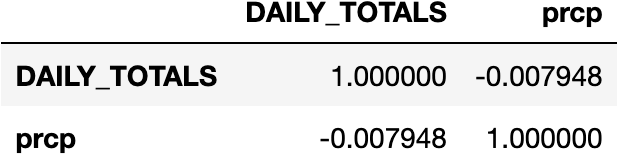 DAILY_TOTALS prcp
DAILY_TOTALS 1.000000 -0.007948
prcp -0.007948 1.000000